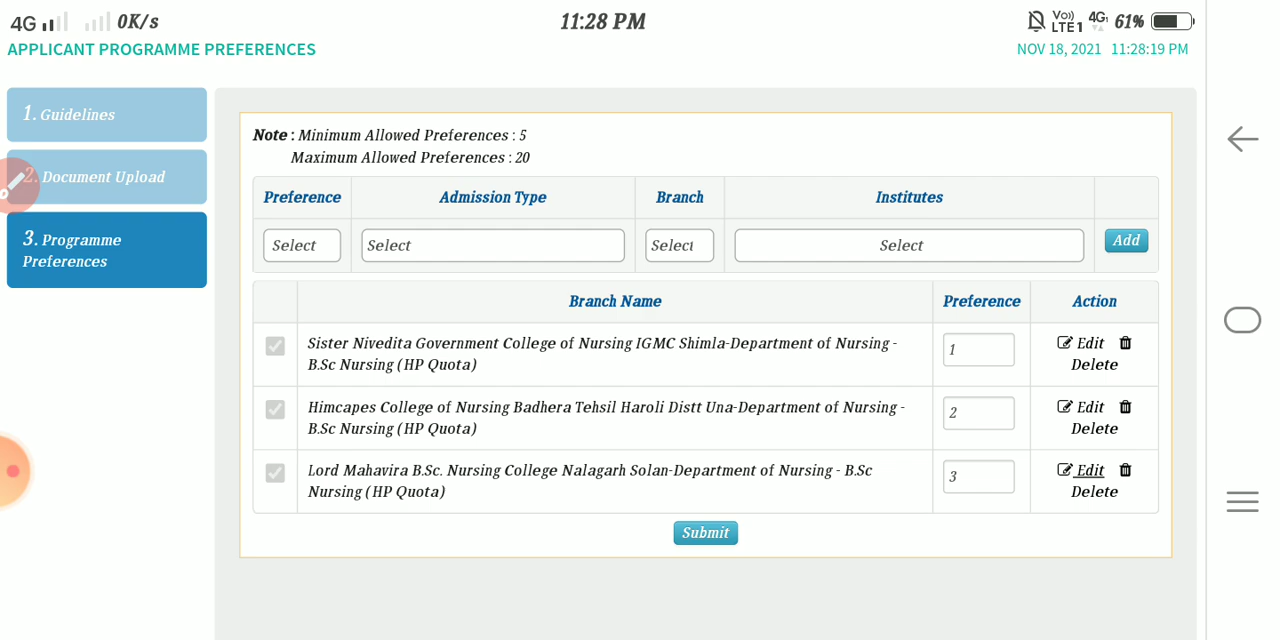 4G 0K/s 11:28 PM Vo)) LTE1 4G 61%
APPLICANT PROGRAMME PREFERENCES NOV 18, 2021 11:28:19 PM
1. Guidelines
2. Document Upload
3. Programme
Preferences
Note : Minimum Allowed Preferences : 5
Maximum Allowed Preferences : 20
Preference Admission Type Branch Institutes
Select Select Select Select Add
Branch Name Preference Action
Sister Nivedita Government College of Nursing IGMC Shimla-Department of Nursing - 1 Edit
B.Sc Nursing (HP Quota) Delete
Himcapes College of Nursing Badhera Tehsil Haroli Distt Una-Department of Nursing - 2 Edit
B.Sc Nursing (HP Quota) Delete
Lord Mahavira B.Sc. Nursing College Nalagarh Solan-Department of Nursing - B.Sc 3 Edit
Nursing (HP Quota) Delete
Submit